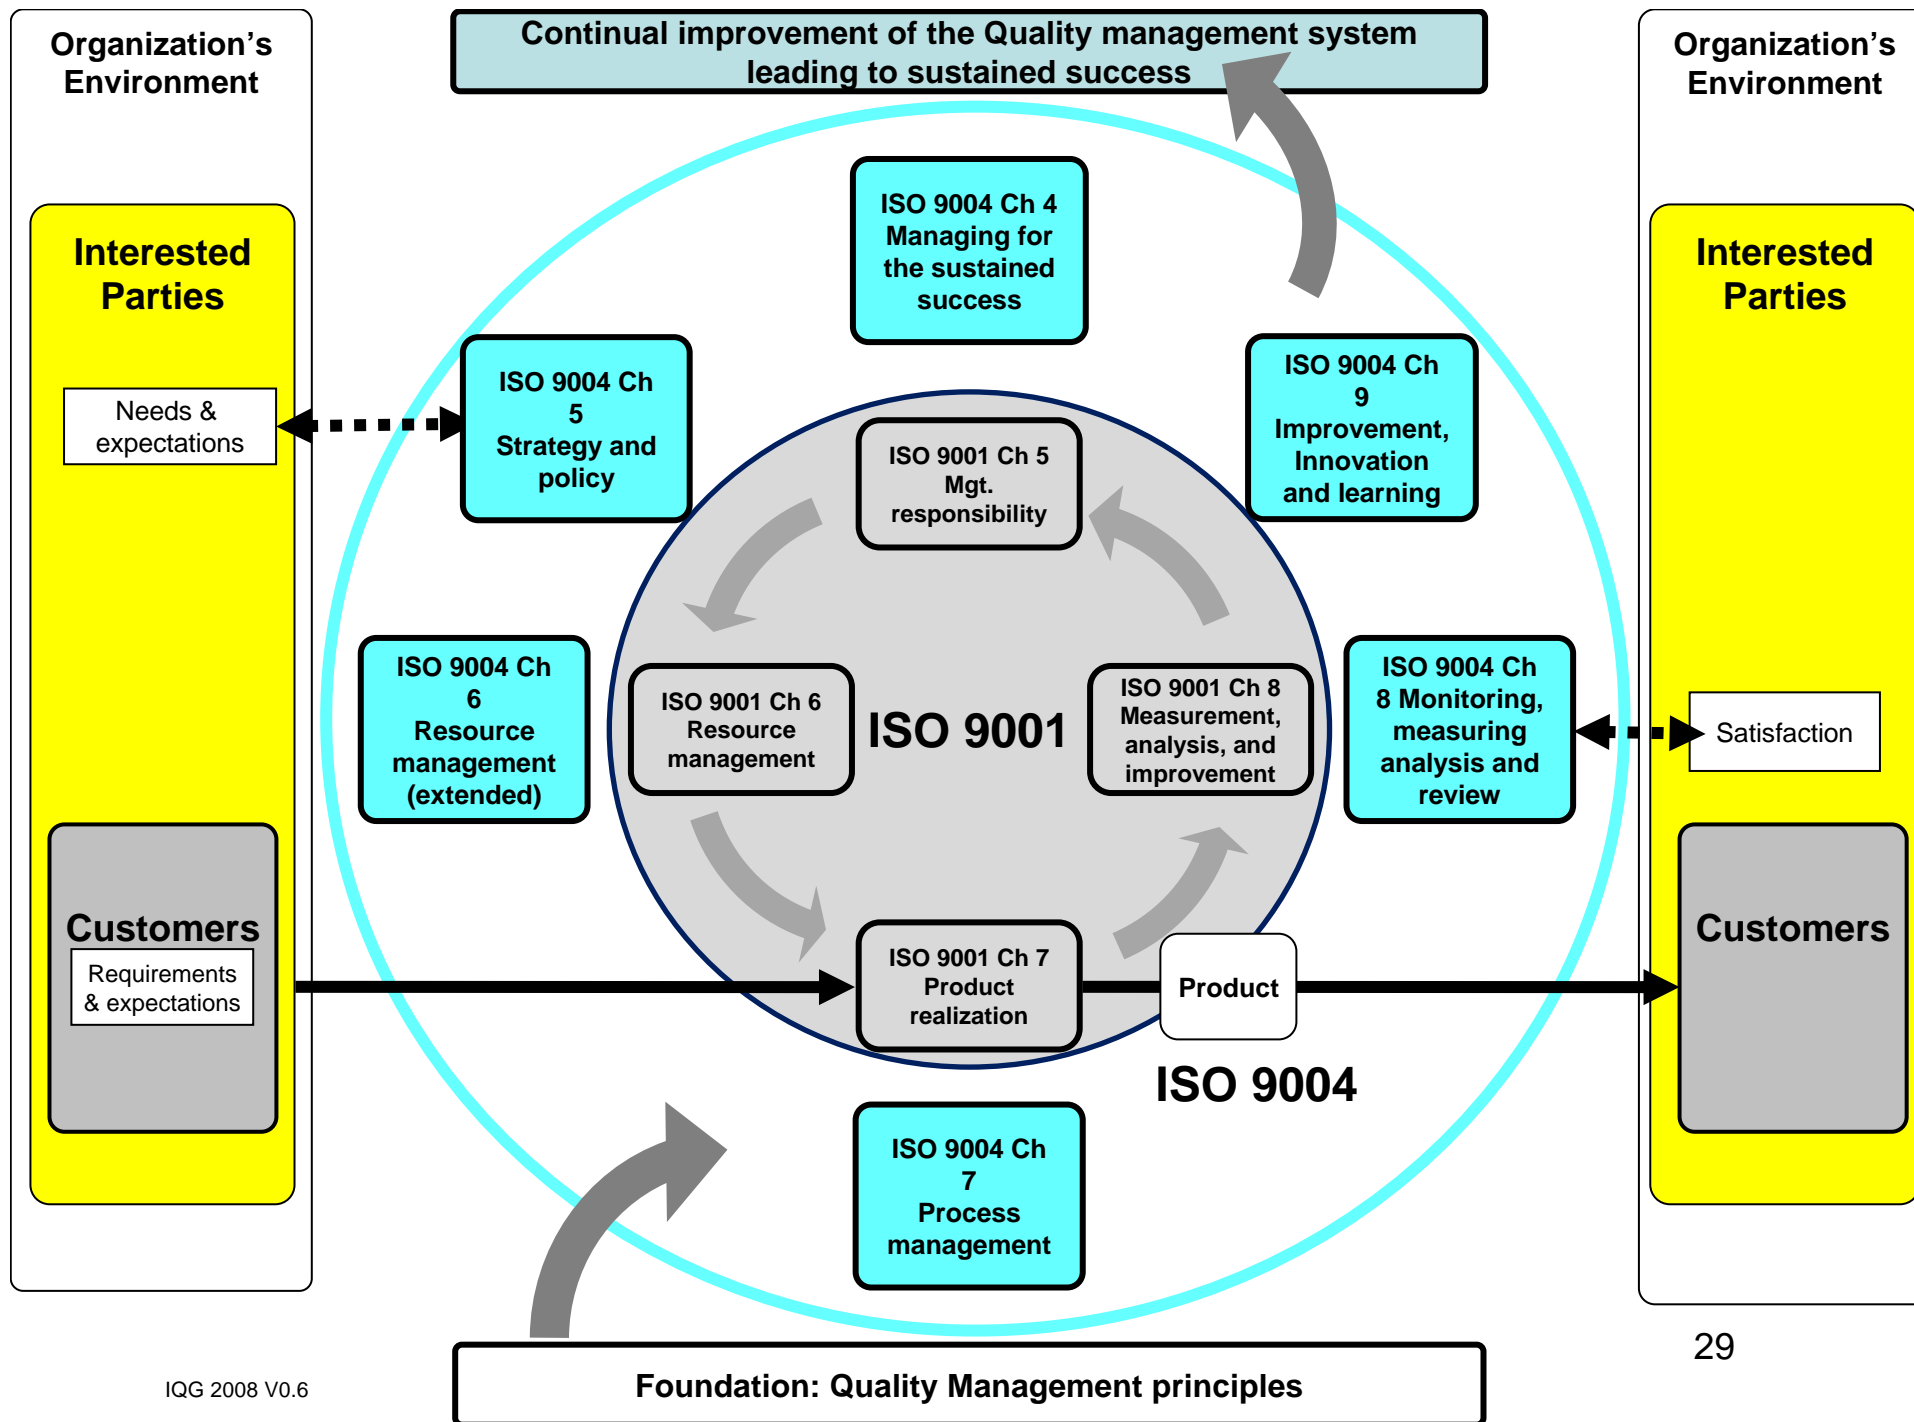 Organization's
Environment
Continual improvement of the Quality management system
leading to sustained success
Organization's
Environment
Interested
Parties
Needs &
expectations
Customers
Requirements
& expectations
ISO 9004 Ch 4
Managing for
the sustained
success
ISO 9004 Ch
5
Strategy and
policy
ISO 9004 Ch
9
Improvement,
Innovation
and learning
ISO 9001 Ch 5
Mgt.
responsibility
ISO 9004 Ch
6
Resource
management
(extended)
ISO 9001 Ch 6
Resource
management
ISO 9001
ISO 9001 Ch 8
Measurement,
analysis, and
improvement
ISO 9004 Ch
8 Monitoring,
measuring
analysis and
review
ISO 9001 Ch 7
Product
realization
Product
ISO 9004
ISO 9004 Ch
7
Process
management
Interested
Parties
Satisfaction
Customers
29
IQG 2008 V0.6
Foundation: Quality Management principles